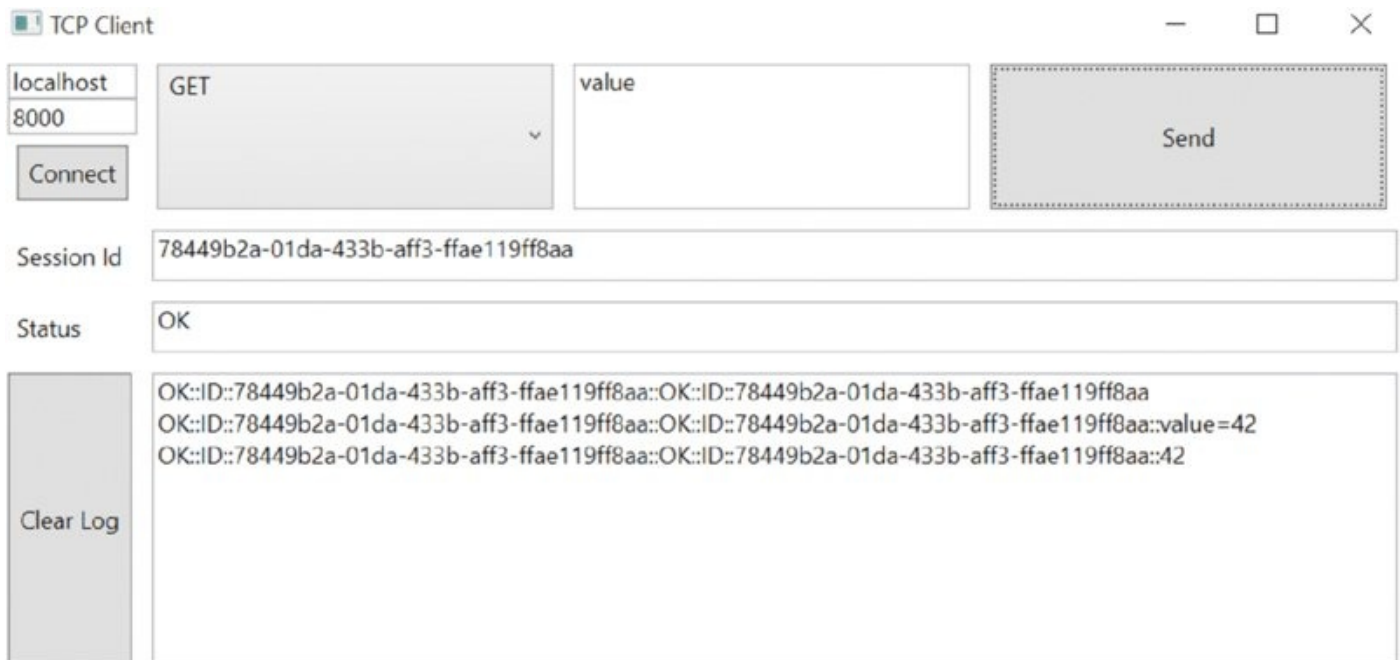 TCP Client
localhost
8000
Connect
GET
value
Send
Session Id
78449b2a-01da-433b-aff3-ffae119ff8aa
Status
OK
Clear Log
OK::ID::78449b2a-01da-433b-aff3-ffae119ff8aa::OK::ID::78449b2a-01da-433b-aff3-ffae119ff8aa
OK::ID::78449b2a-01da-433b-aff3-ffae119ff8aa::OK::ID::78449b2a-01da-433b-aff3-ffae119ff8aa::value=42
OK::ID::78449b2a-01da-433b-aff3-ffae119ff8aa::OK::ID::78449b2a-01da-433b-aff3-ffae119ff8aa::42